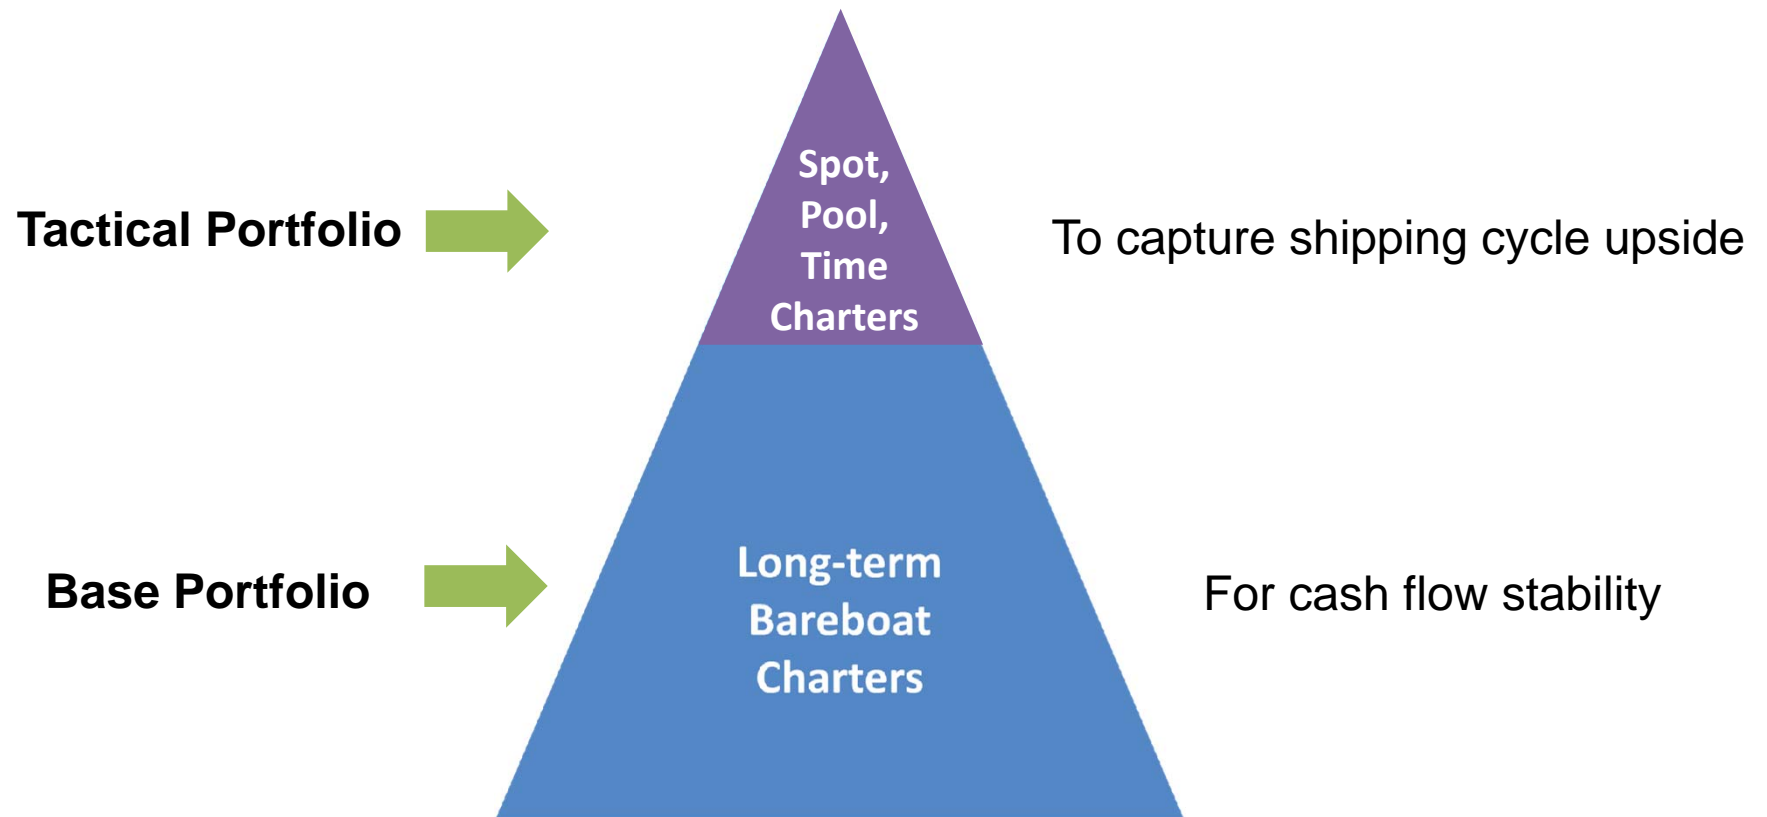 Tactical Portfolio
Spot,
Pool,
Time
Charters
To capture shipping cycle upside
Base Portfolio
Long-term
Bareboat
Charters
For cash flow stability